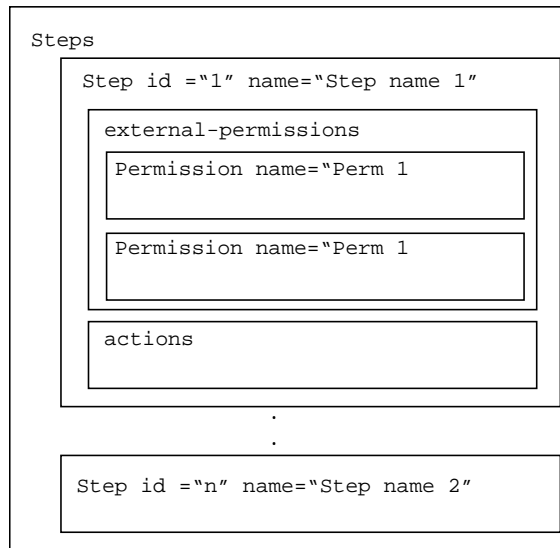 Steps
Step id =“1” name=“Step name 1”
external-permissions
Permission name=“Perm 1
Permission name=“Perm 1
actions
.
.
Step id =“n” name=“Step name 2”